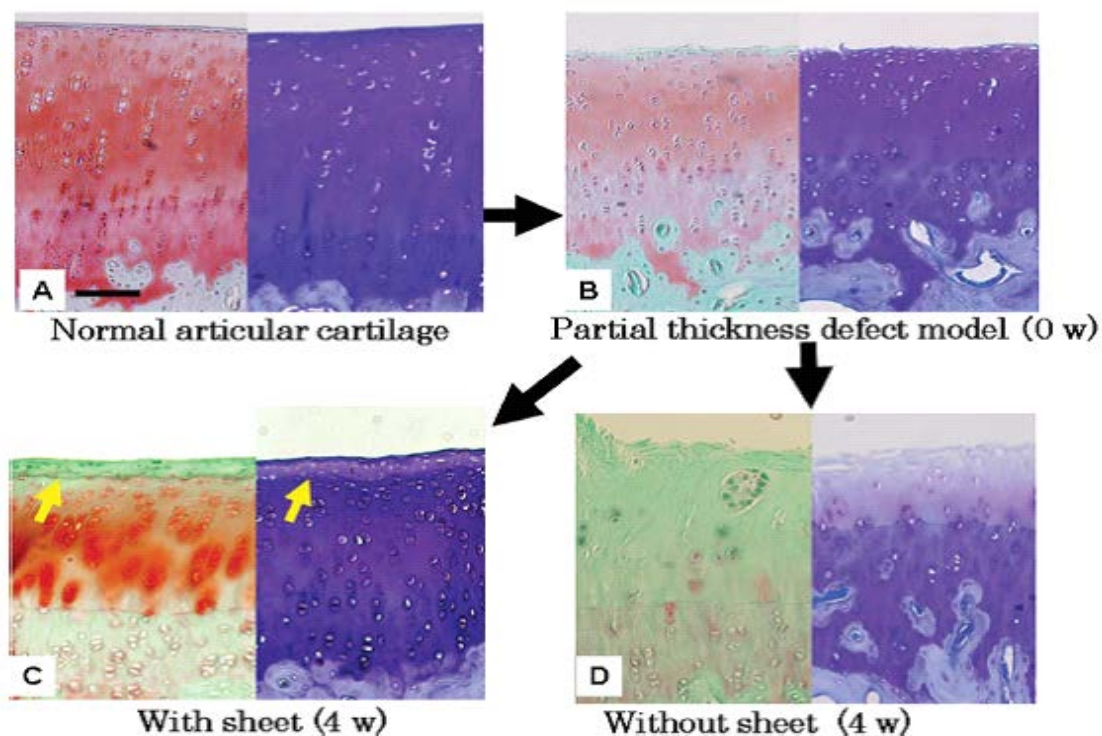 A
Normal articular cartilage
B
Partial thickness defect model (0 w)
C
With sheet (4 w)
D
Without sheet (4 w)